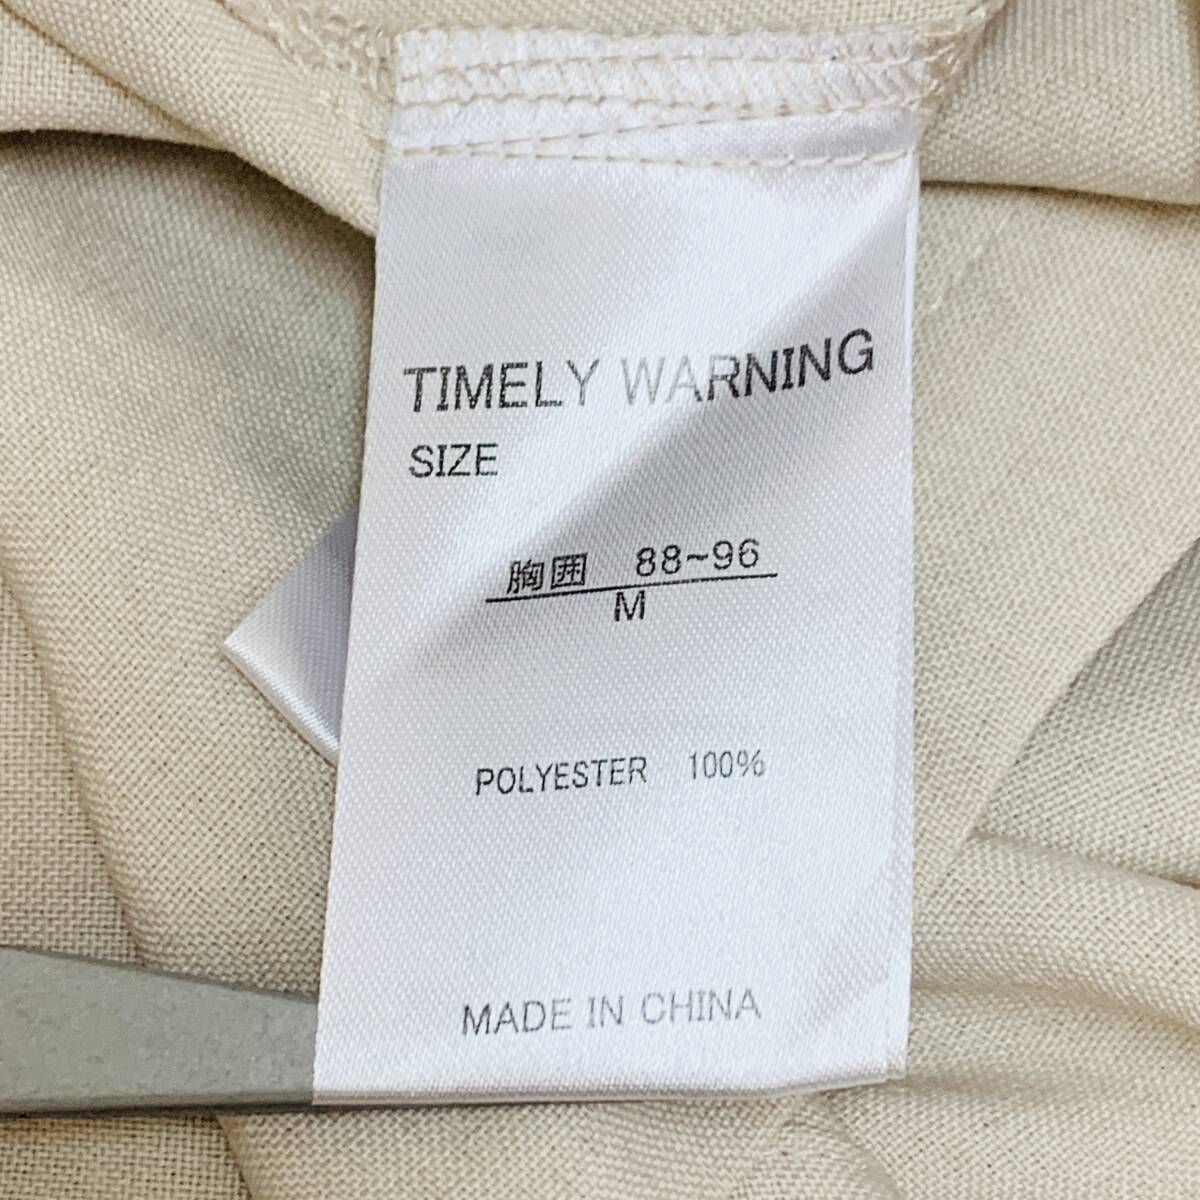 TIMELY WARNING
SIZE
胸囲 88~96
M
POLYESTER 100%
MADE IN CHINA